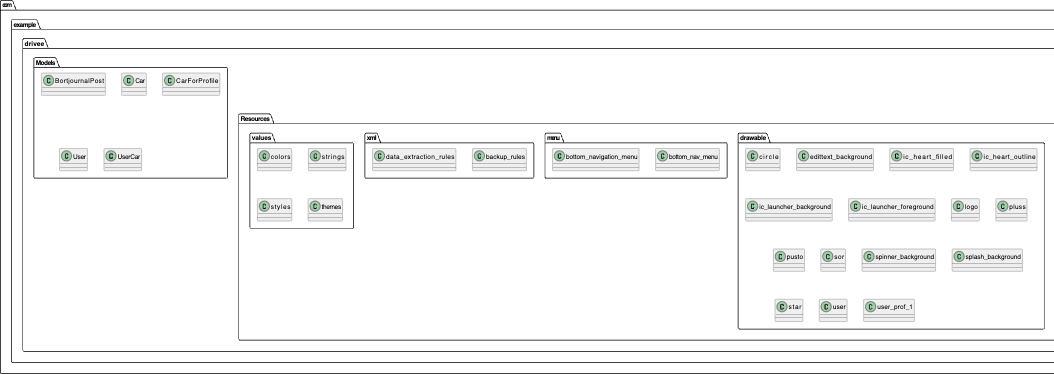 com
example
drivee
Models
C BortjournalPost
C Car
C CarForProfile
C User
C UserCar
Resources
values
C colors
C strings
C styles
C themes
xml
C data_extraction_rules
C backup_rules
menu
C bottom_navigation_menu
C bottom_nav_menu
drawable
C circle
C edittext_background
C ic_heart_filled
C ic_heart_outline
C ic_launcher_background
C ic_launcher_foreground
C logo
C pluss
C pusto
C sor
C spinner_background
C splash_background
C star
C user
C user_prof_1